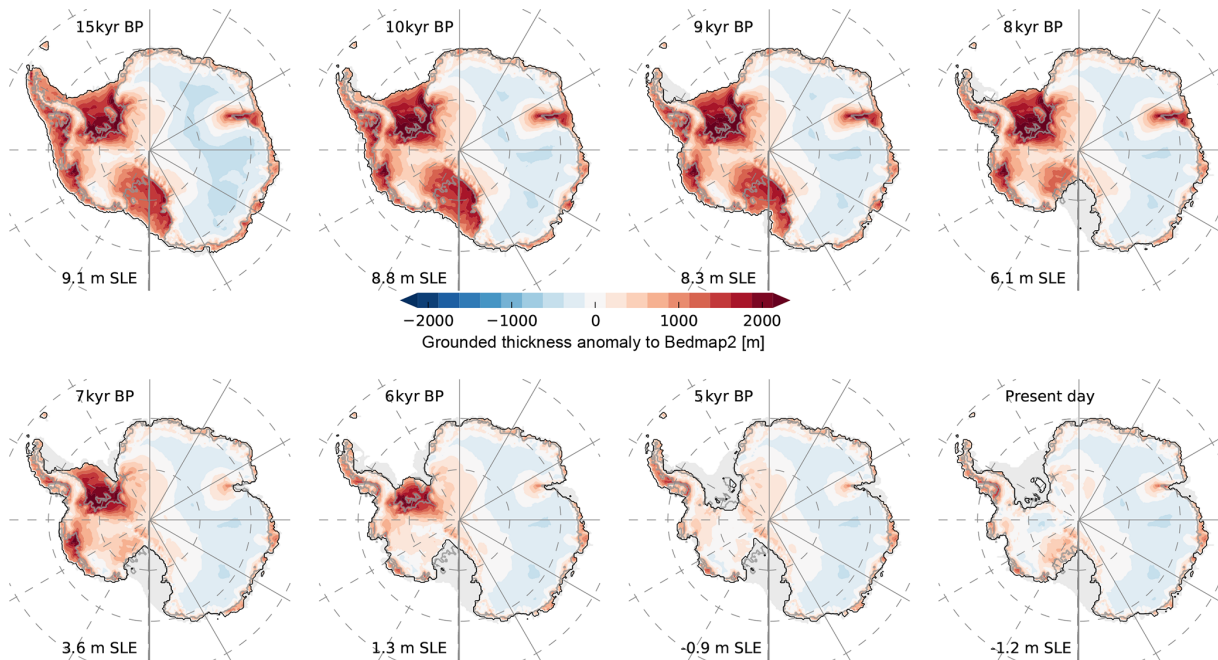 15kyr BP
10kyr BP
9kyr BP
8kyr BP
9.1 m SLE
8.8 m SLE
8.3 m SLE
6.1 m SLE
−2000 −1000 0 1000 2000
Grounded thickness anomaly to Bedmap2 [m]
7kyr BP
6kyr BP
5kyr BP
Present day
3.6 m SLE
1.3 m SLE
-0.9 m SLE
-1.2 m SLE